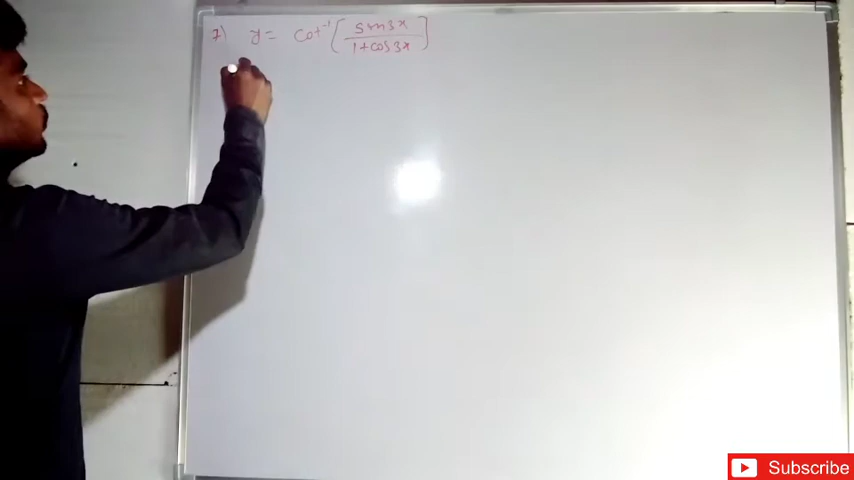 7) y = cot⁻¹ [ sin3x / 1+cos3x ]
Subscribe